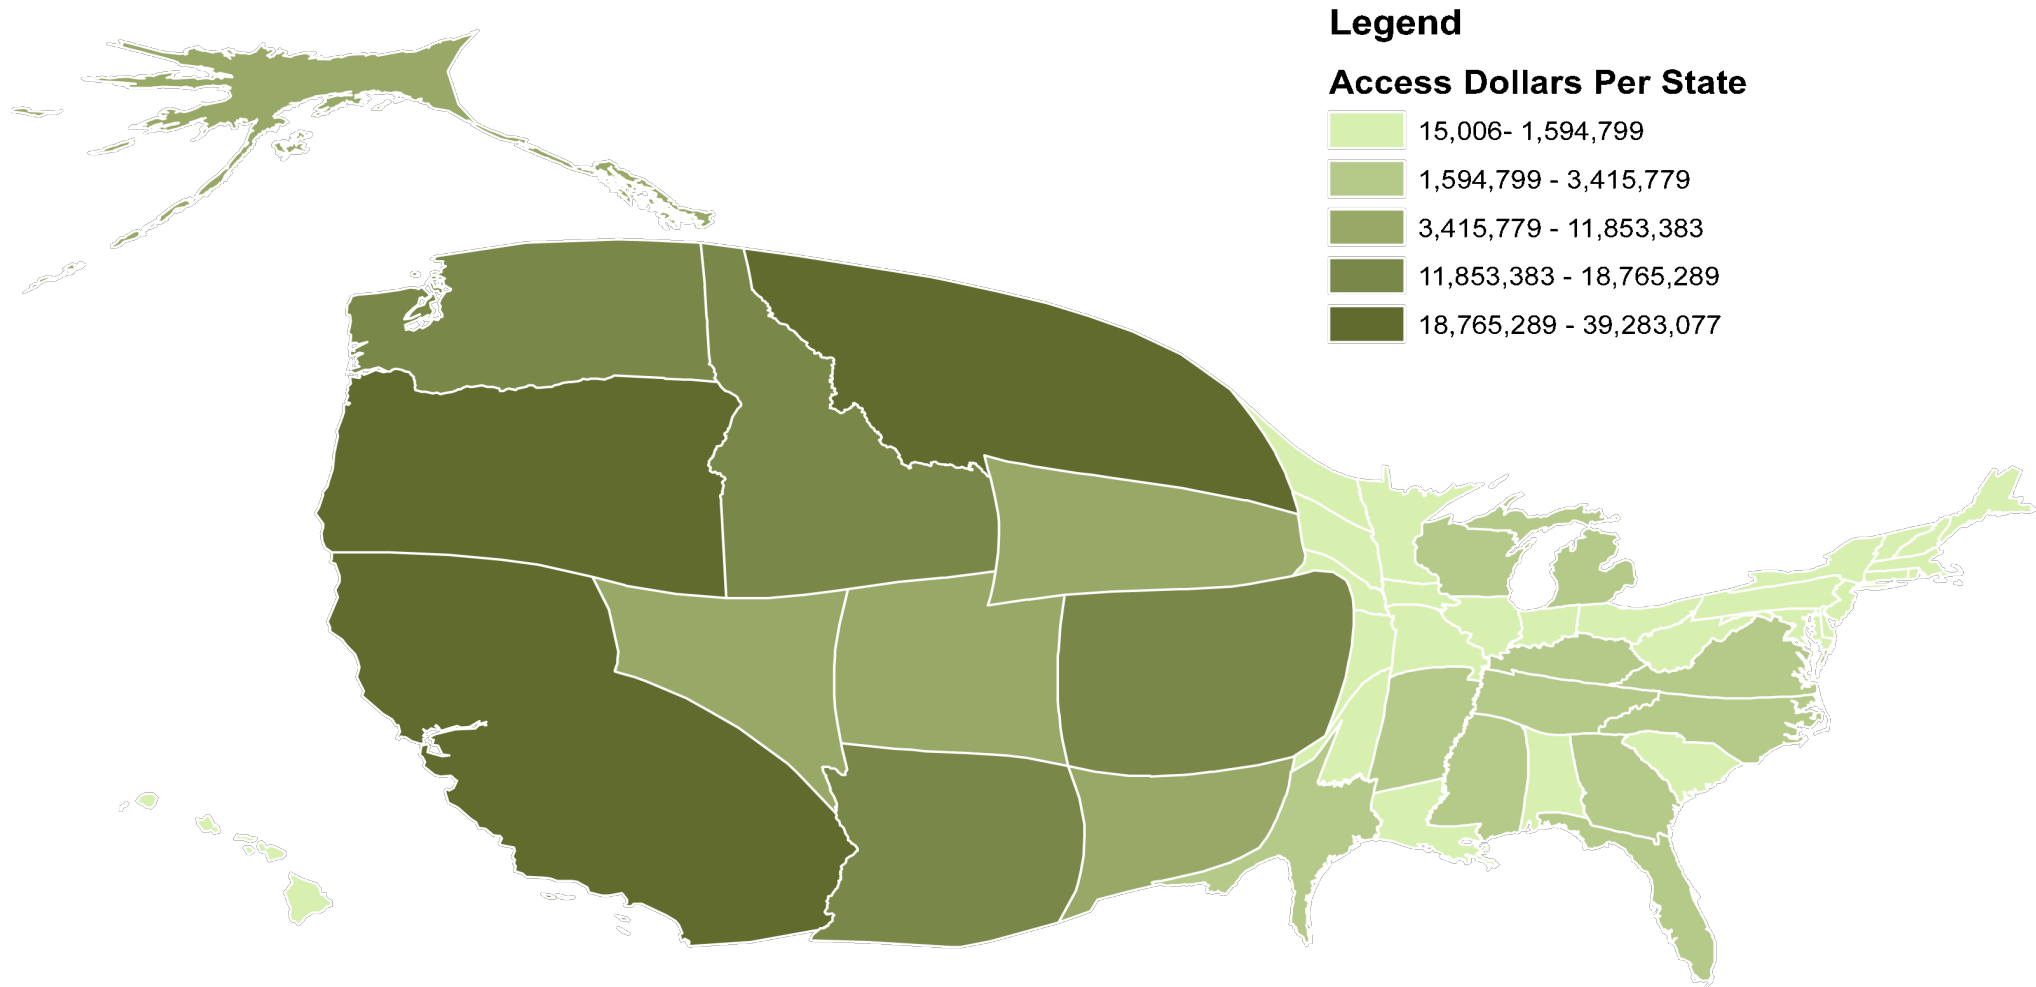 Legend
Access Dollars Per State
15,006- 1,594,799
1,594,799 - 3,415,779
3,415,779 - 11,853,383
11,853,383 - 18,765,289
18,765,289 - 39,283,077